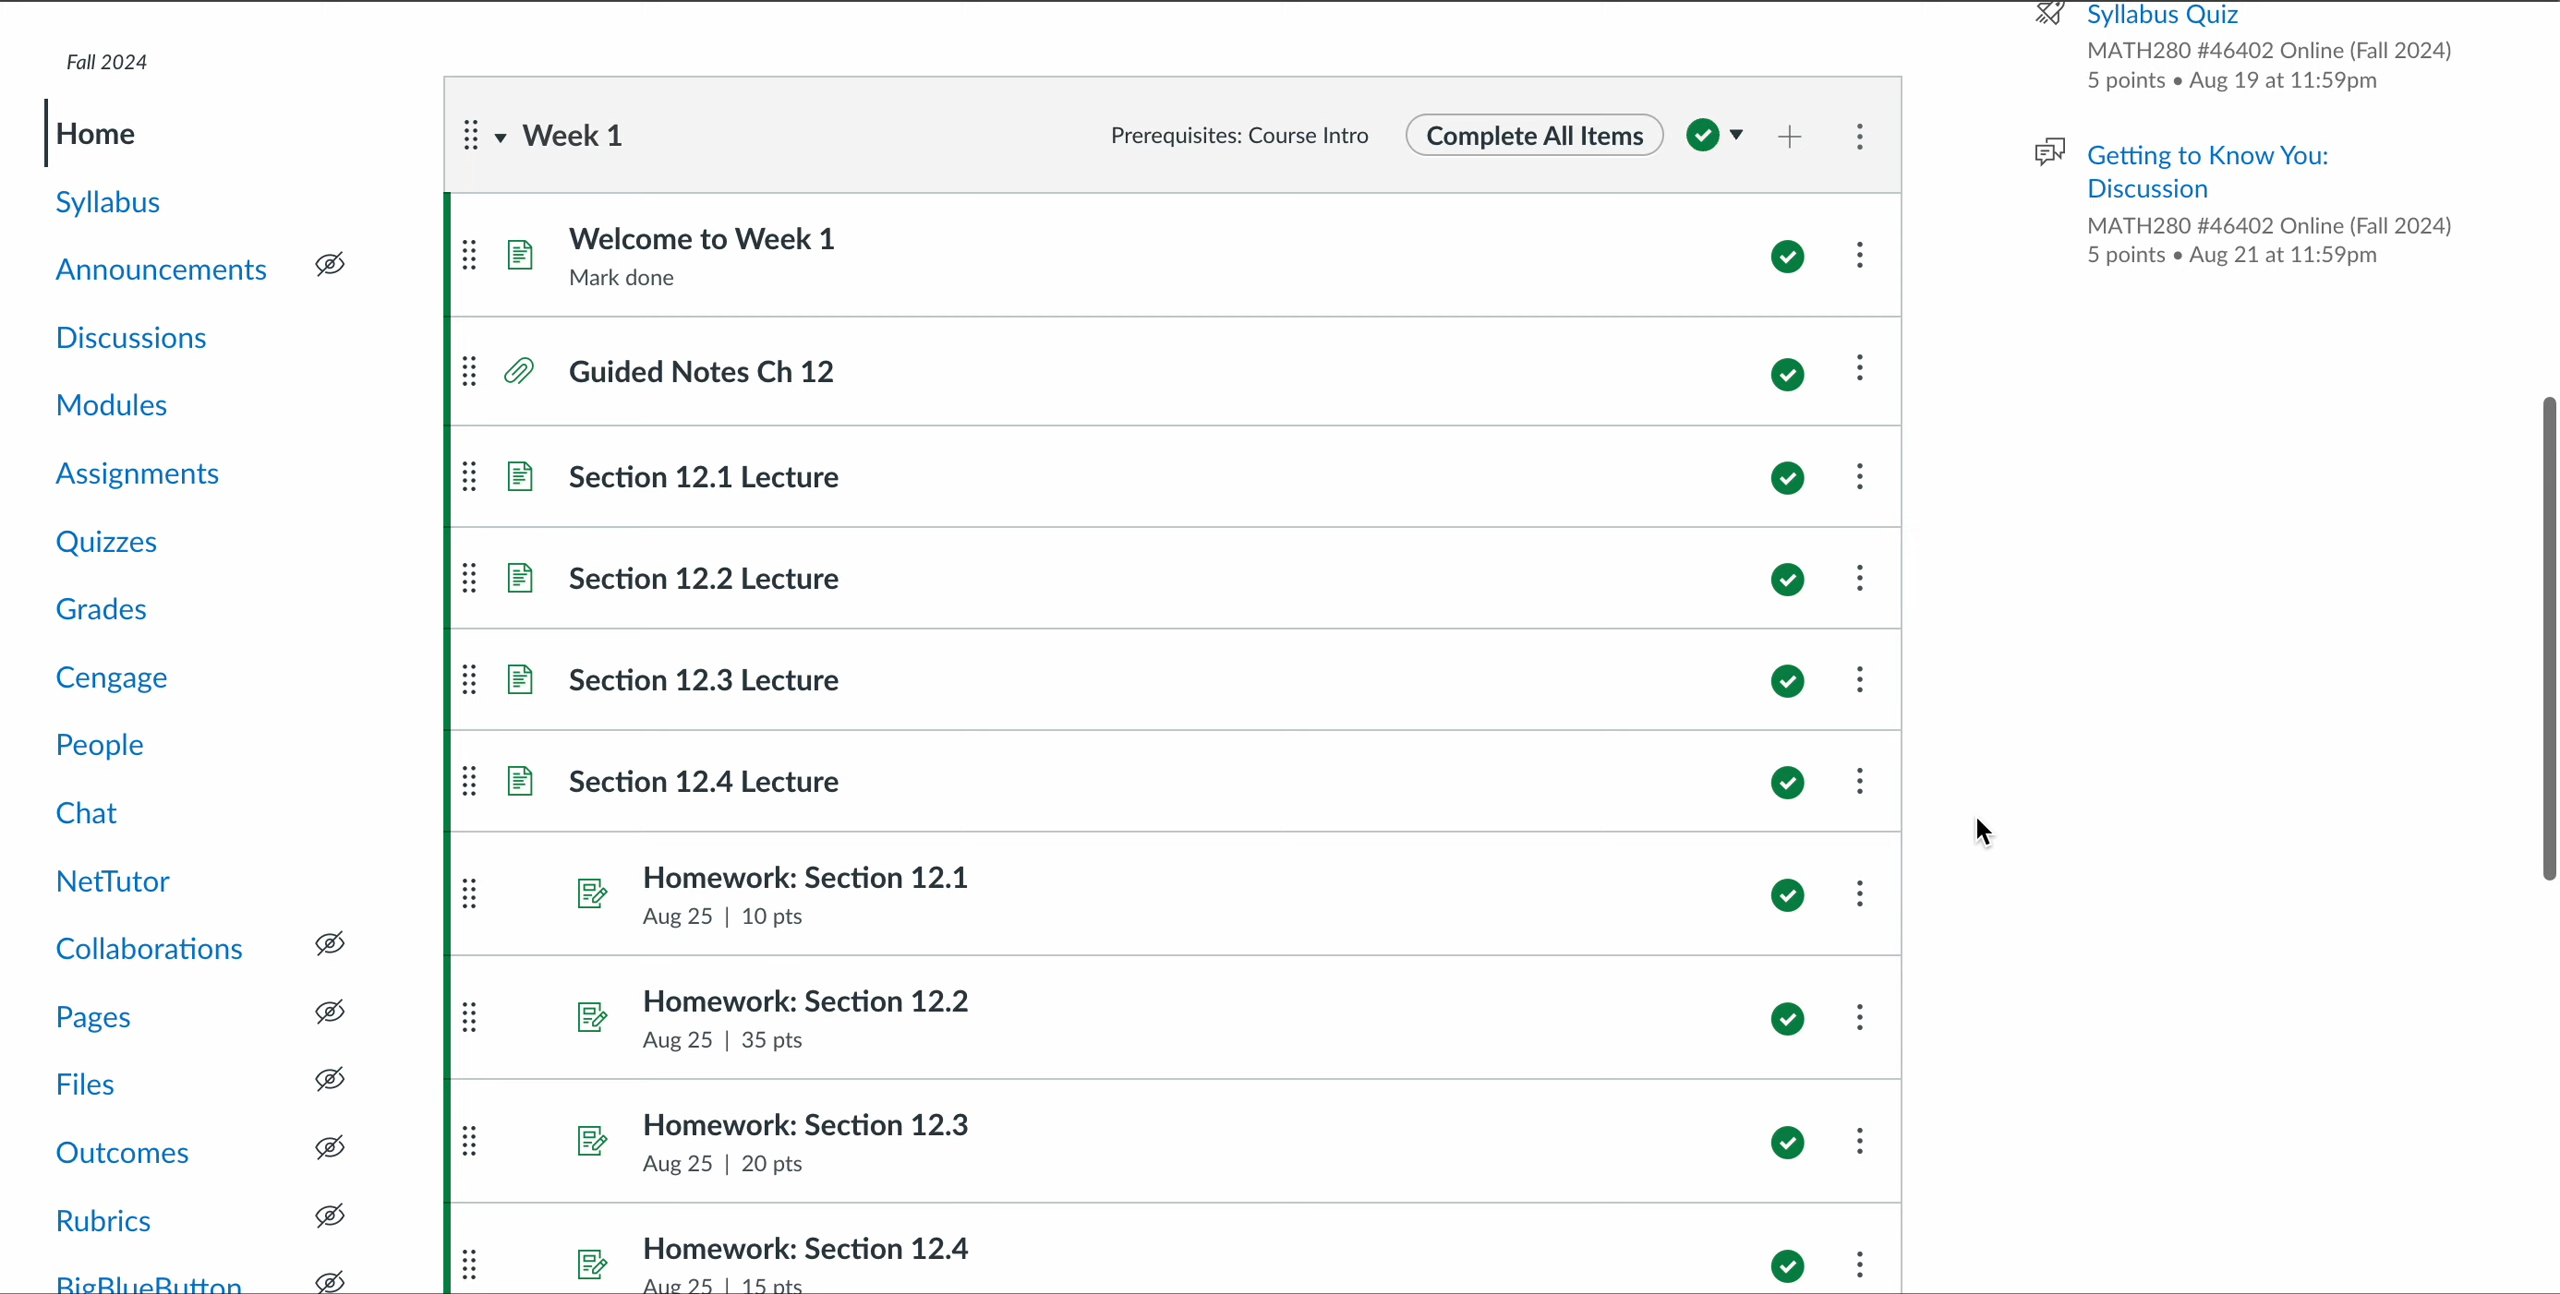 Fall 2024
Home
Syllabus
Announcements
Discussions
Modules
Assignments
Quizzes
Grades
Cengage
People
Chat
NetTutor
Collaborations
Pages
Files
Outcomes
Rubrics
BigBlueButton
Week 1
Prerequisites: Course Intro
Complete All Items
Welcome to Week 1
Mark done
Guided Notes Ch 12
Section 12.1 Lecture
Section 12.2 Lecture
Section 12.3 Lecture
Section 12.4 Lecture
Homework: Section 12.1
Aug 25 | 10 pts
Homework: Section 12.2
Aug 25 | 35 pts
Homework: Section 12.3
Aug 25 | 20 pts
Homework: Section 12.4
Aug 25 | 15 pts
Syllabus Quiz
MATH280 #46402 Online (Fall 2024)
5 points • Aug 19 at 11:59pm
Getting to Know You:
Discussion
MATH280 #46402 Online (Fall 2024)
5 points • Aug 21 at 11:59pm